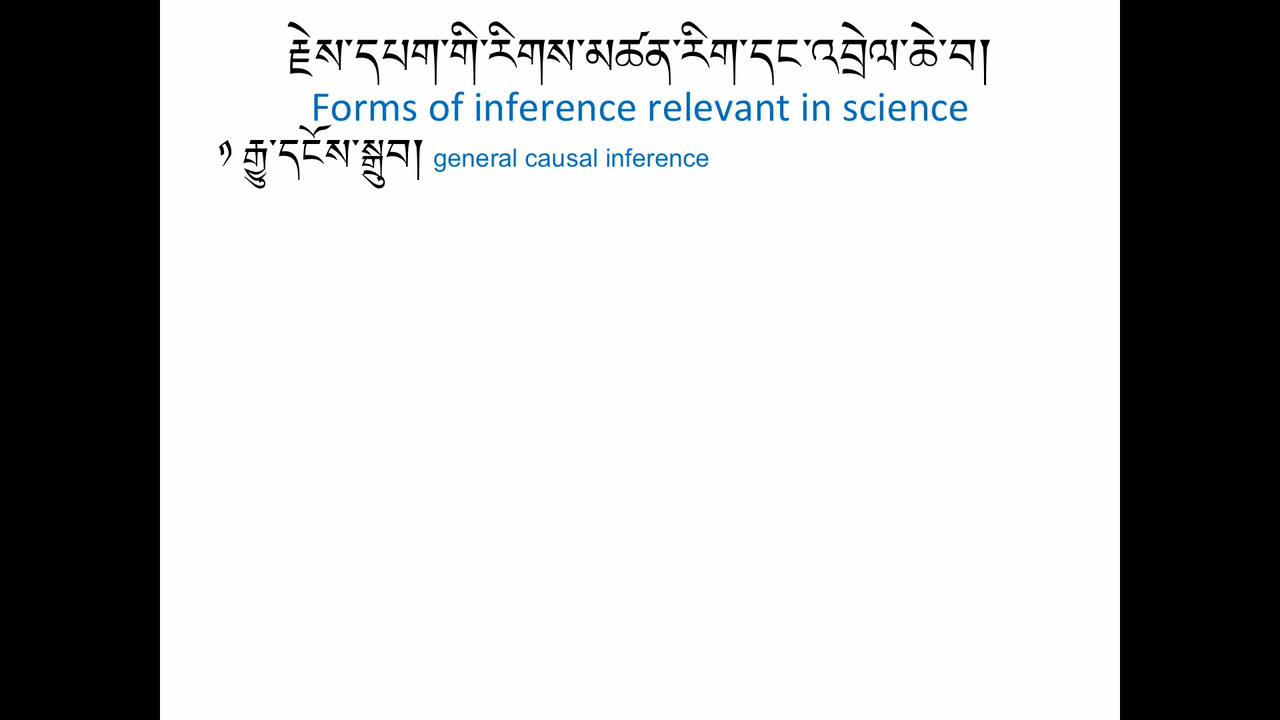 རྗེས་དཔག་གི་རིགས་མཚན་རིག་དང་འབྲེལ་ཆེ་བ།
Forms of inference relevant in science
༡ རྒྱུ་དངོས་སྒྲུབ། general causal inference